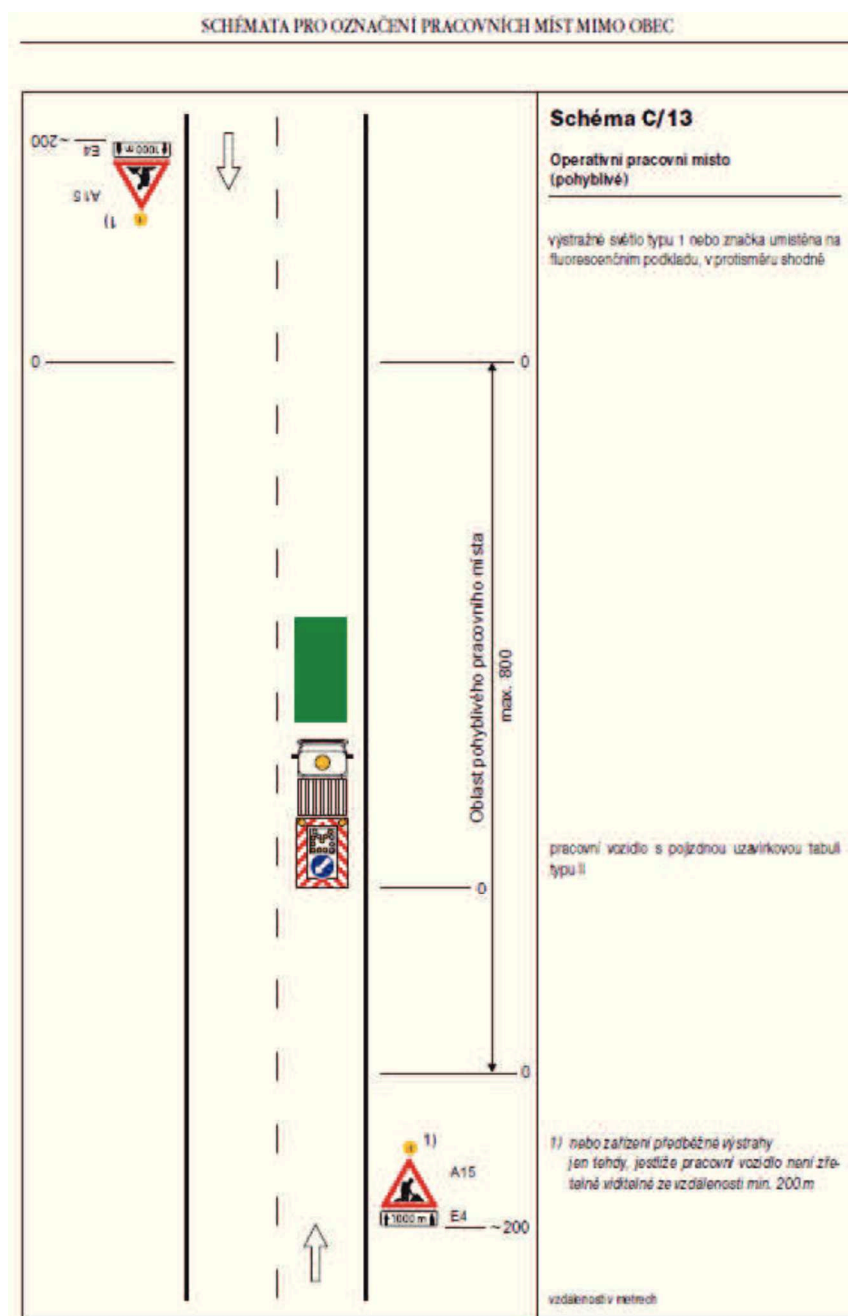 SCHÉMATA PRO OZNAČENÍ PRACOVNÍCH MÍST MIMO OBEC
Schéma C/13
Operativní pracovní místo
(pohyblivé)
výstražné světlo typu 1 nebo značka umístěna na
fluorescenčním podkladu, v protisměru shodně
~200
E4
1000 m
A15
1)
0
0
Oblast pohyblivého pracovního místa
max. 800
pracovní vozidlo s pojízdnou uzavírkovou tabulí
typu II
0
0
1)
A15
1000 m
E4
~200
1) nebo zařízení předběžné výstrahy
jen tehdy, jestliže pracovní vozidlo není zře-
telně viditelné ze vzdálenosti min. 200 m
vzdálenosti v metrech